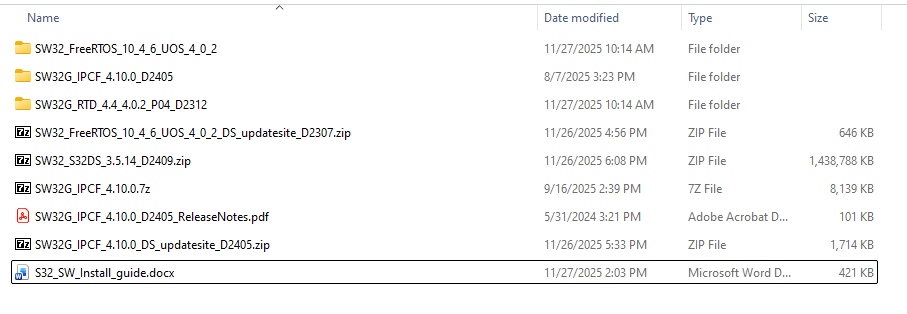 Name Date modified Type Size
SW32_FreeRTOS_10_4_6_UOS_4_0_2 11/27/2025 10:14 AM File folder
SW32G_IPCF_4.10.0_D2405 8/7/2025 3:23 PM File folder
SW32G_RTD_4.4_4.0.2_P04_D2312 11/27/2025 10:14 AM File folder
SW32_FreeRTOS_10_4_6_UOS_4_0_2_DS_updatesite_D2307.zip 11/26/2025 4:56 PM ZIP File 646 KB
SW32_S32DS_3.5.14_D2409.zip 11/26/2025 6:08 PM ZIP File 1,438,788 KB
SW32G_IPCF_4.10.0.7z 9/16/2025 2:39 PM 7Z File 8,139 KB
SW32G_IPCF_4.10.0_D2405_ReleaseNotes.pdf 5/31/2024 3:21 PM Adobe Acrobat D... 101 KB
SW32G_IPCF_4.10.0_DS_updatesite_D2405.zip 11/26/2025 5:33 PM ZIP File 1,714 KB
S32_SW_Install_guide.docx 11/27/2025 2:03 PM Microsoft Word D... 421 KB